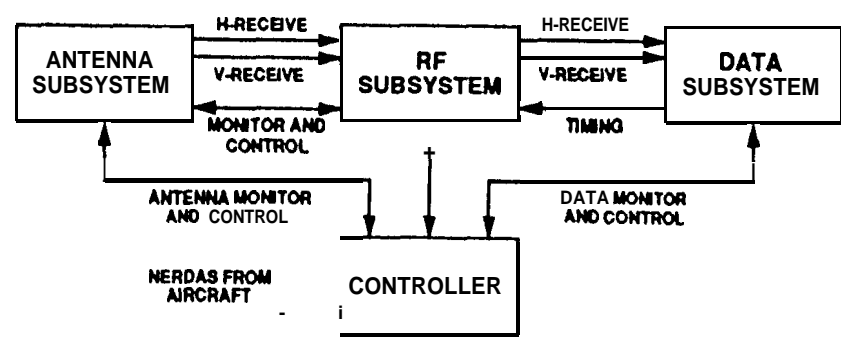 H-RECEIVE
V-RECEIVE
ANTENNA
SUBSYSTEM
RF
SUBSYSTEM
H-RECEIVE
V-RECEIVE
DATA
SUBSYSTEM
MONITOR AND
CONTROL
TIMING
ANTENNA MONITOR
AND CONTROL
DATA MONITOR
AND CONTROL
NERDAS FROM
AIRCRAFT
- i
CONTROLLER